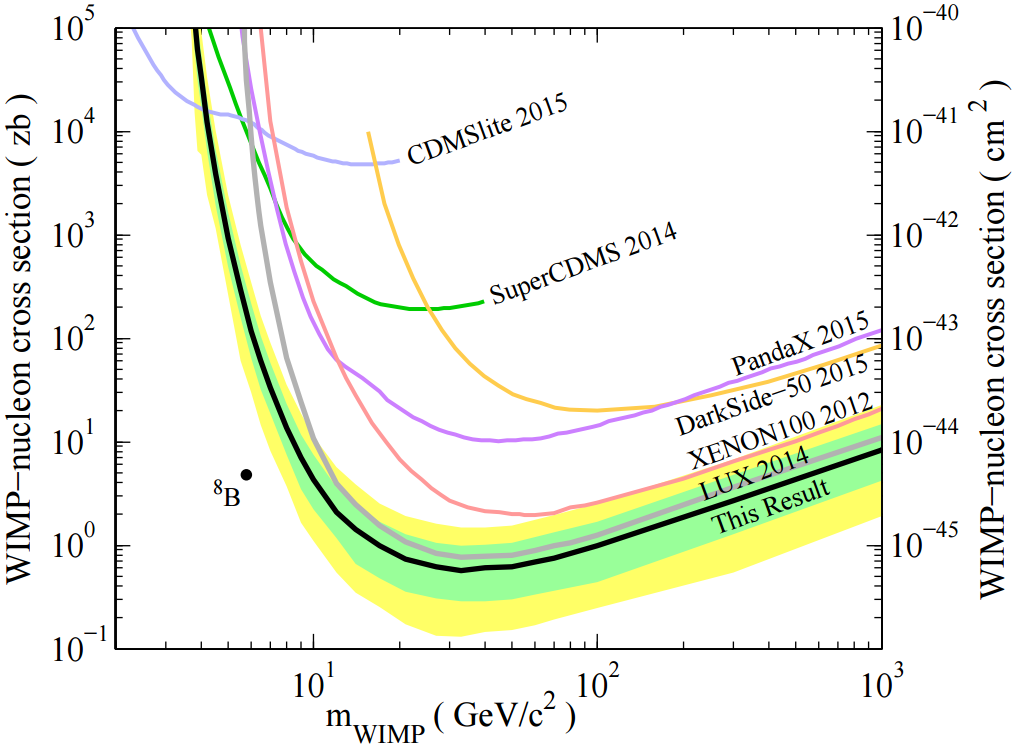 10^5
10^4
10^3
10^2
10^1
10^0
10^−1
WIMP−nucleon cross section ( zb )
10^−40
10^−41
10^−42
10^−43
10^−44
10^−45
WIMP−nucleon cross section ( cm^2 )
CDMSlite 2015
SuperCDMS 2014
PandaX 2015
DarkSide−50 2015
XENON100 2012
LUX 2014
This Result
^8B
10^1
10^2
10^3
m_WIMP ( GeV/c^2 )